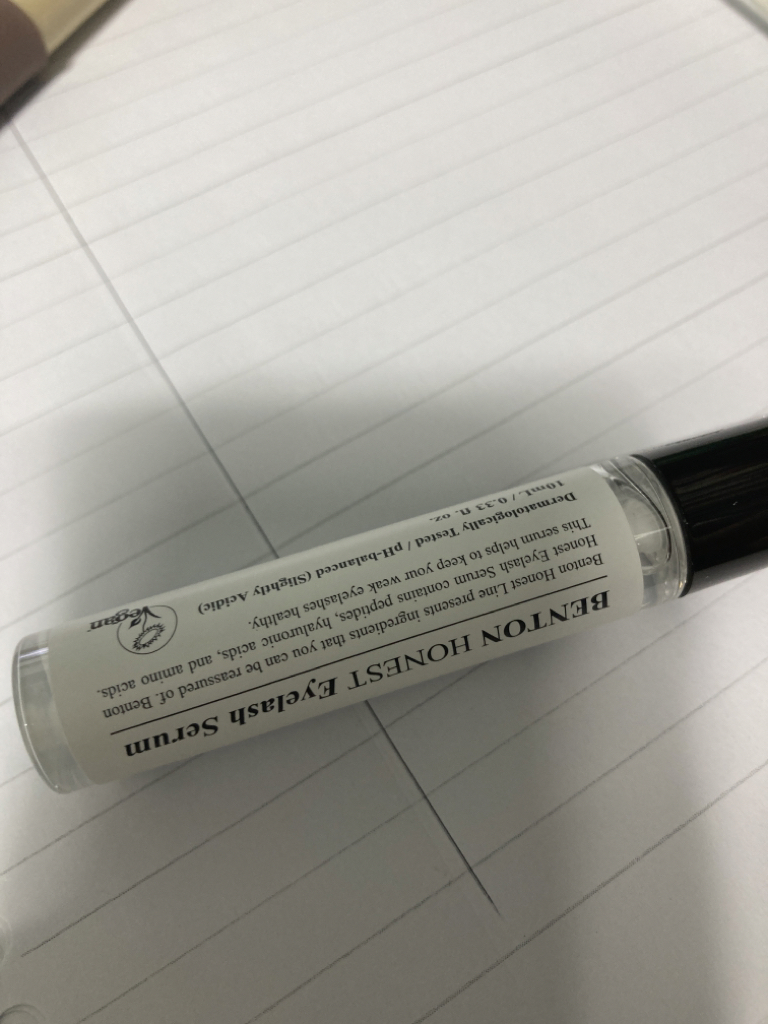 BENTON HONEST Eyelash Serum
Benton Honest Line presents ingredients that you can be reassured of. Benton
Honest Eyelash Serum contains peptides, hyaluronic acids, and amino acids.
This serum helps to keep your weak eyelashes healthy.
Dermatologically Tested / pH-balanced (Slightly Acidic)
10mL / 0.33 fl. oz.
Vegan